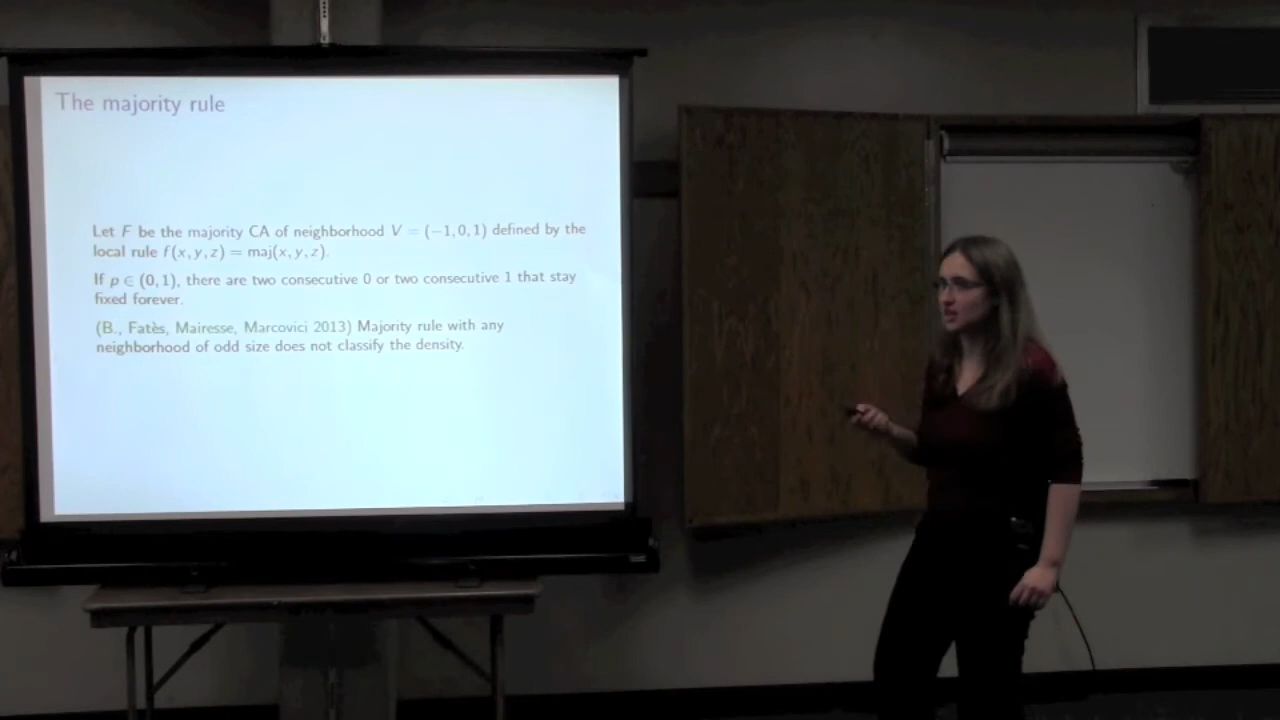 The majority rule
Let F be the majority CA of neighborhood V = (−1, 0, 1) defined by the
local rule f(x, y, z) = maj(x, y, z).
If p ∈ (0, 1), there are two consecutive 0 or two consecutive 1 that stay
fixed forever.
(B., Fatès, Mairesse, Marcovici 2013) Majority rule with any
neighborhood of odd size does not classify the density.